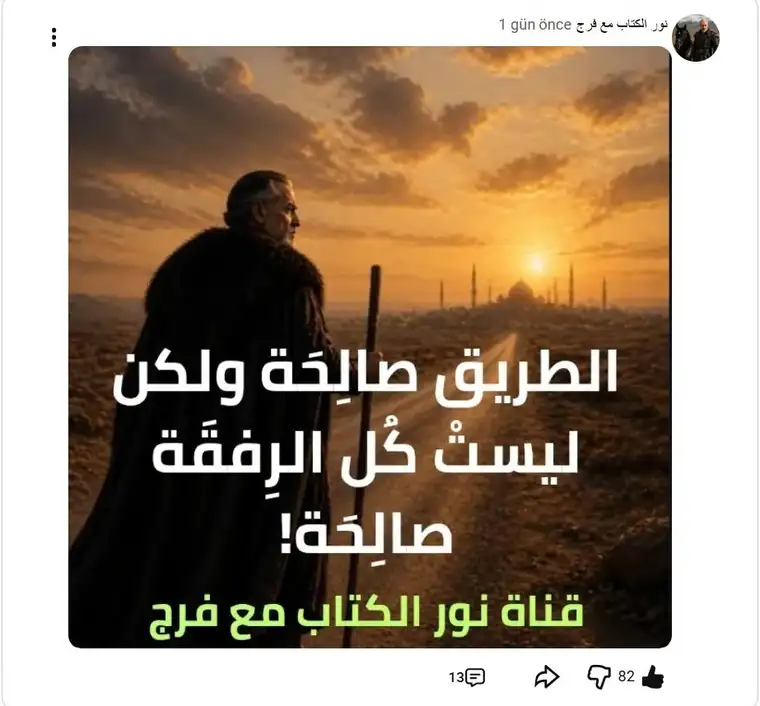 نور الكتاب مع فرج 1 gün önce
الطريق صالِحَة ولكن
ليستْ كُل الرِفقَة
صالِحَة!
قناة نور الكتاب مع فرج
82
13